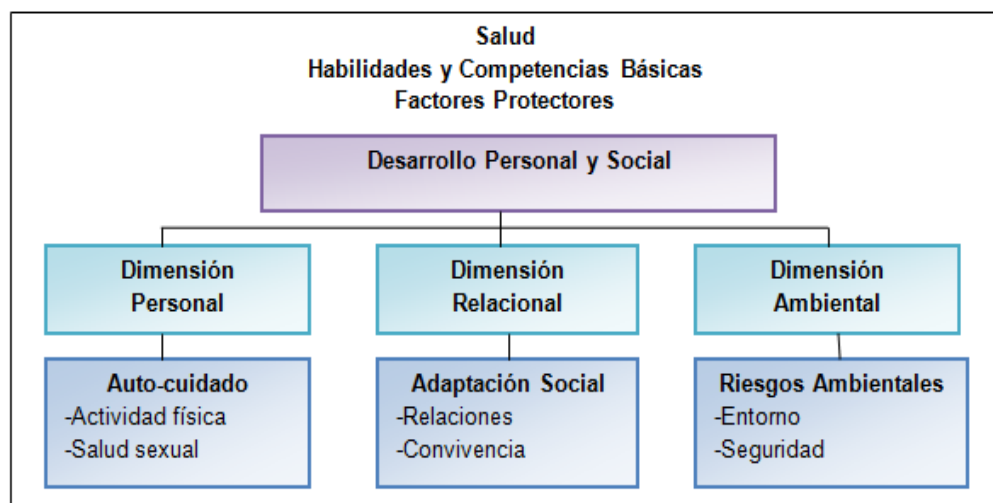 Salud
Habilidades y Competencias Básicas
Factores Protectores
Desarrollo Personal y Social
Dimensión
Personal
Dimensión
Relacional
Dimensión
Ambiental
Auto-cuidado
-Actividad física
-Salud sexual
Adaptación Social
-Relaciones
-Convivencia
Riesgos Ambientales
-Entorno
-Seguridad